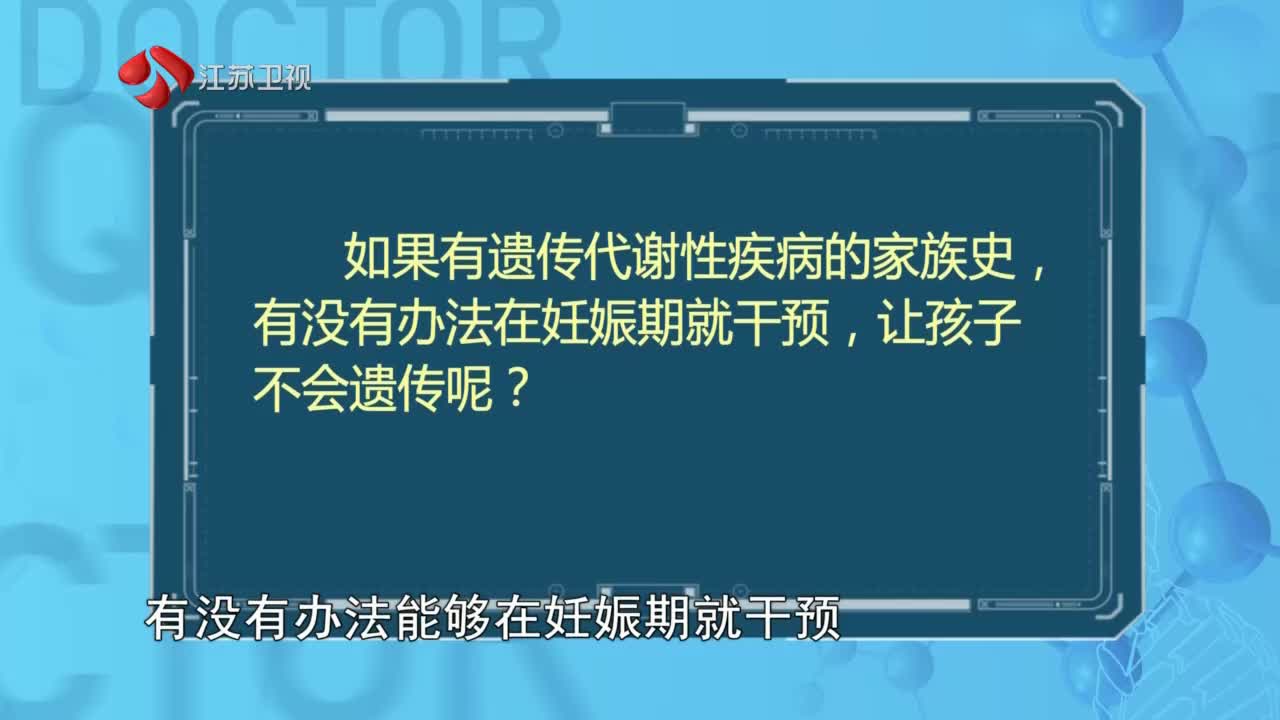 DOCTOR
江苏卫视
Q
如果有遗传代谢性疾病的家族史，
有没有办法在妊娠期就干预，让孩子
不会遗传呢？
有没有办法能够在妊娠期就干预
CTOR